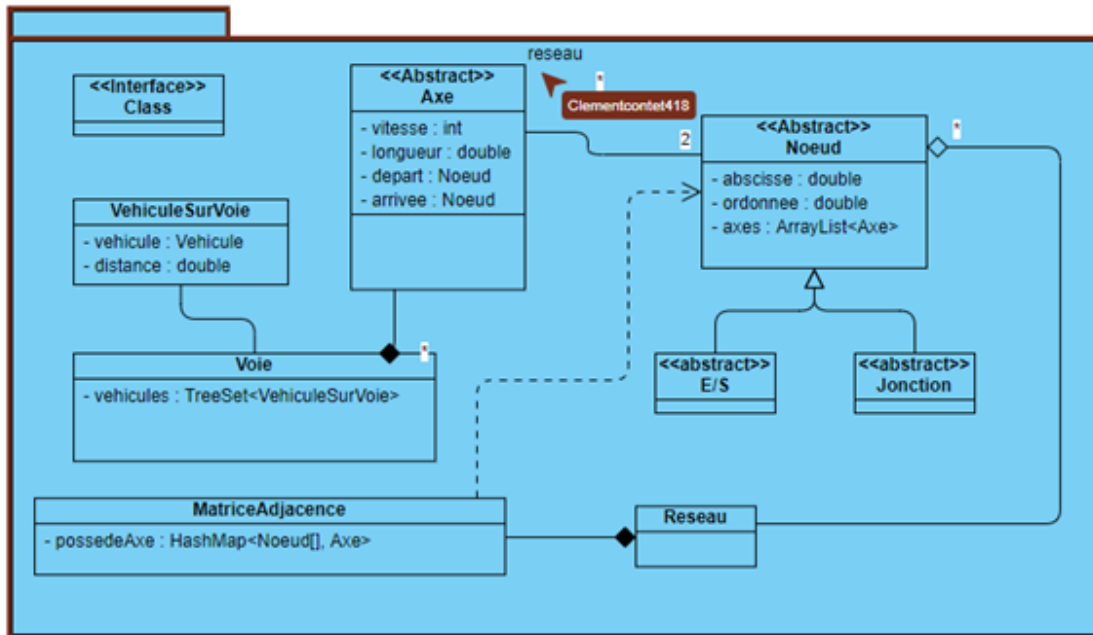 reseau
<<Interface>>
Class
<<Abstract>>
Axe
- vitesse : int
- longueur : double
- depart : Noeud
- arrivee : Noeud
*
Clementcontet418
2
<<Abstract>>
Noeud
- abscisse : double
- ordonnee : double
- axes : ArrayList<Axe>
*
VehiculeSurVoie
- vehicule : Vehicule
- distance : double
Voie
- vehicules : TreeSet<VehiculeSurVoie>
*
<<abstract>>
E/S
<<abstract>>
Jonction
MatriceAdjacence
- possedeAxe : HashMap<Noeud[], Axe>
Reseau